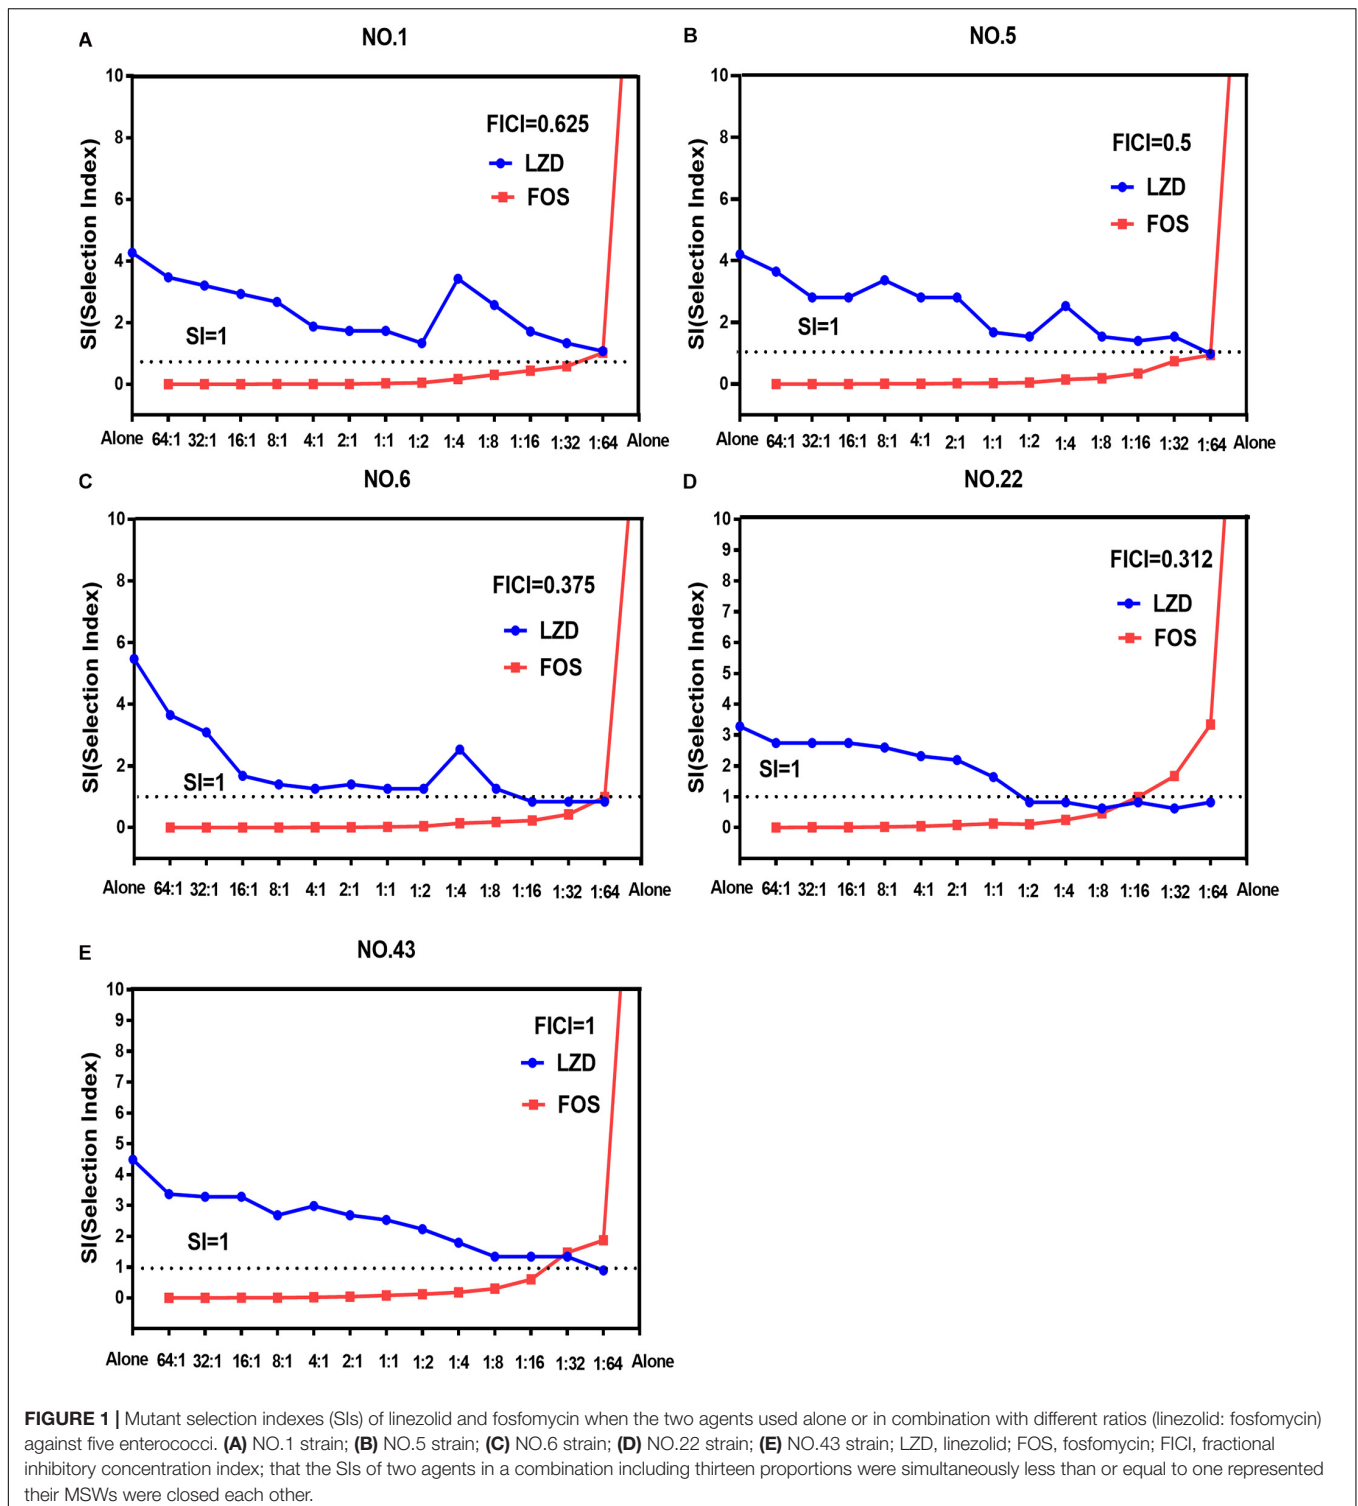 A
NO.1
SI(Selection Index)
10
8
6
4
2
0
FICI=0.625
LZD
FOS
SI=1
Alone 64:1 32:1 16:1 8:1 4:1 2:1 1:1 1:2 1:4 1:8 1:16 1:32 1:64 Alone
B
NO.5
SI(Selection Index)
10
8
6
4
2
0
FICI=0.5
LZD
FOS
SI=1
Alone 64:1 32:1 16:1 8:1 4:1 2:1 1:1 1:2 1:4 1:8 1:16 1:32 1:64 Alone
C
NO.6
SI(Selection Index)
10
8
6
4
2
0
FICI=0.375
LZD
FOS
SI=1
Alone 64:1 32:1 16:1 8:1 4:1 2:1 1:1 1:2 1:4 1:8 1:16 1:32 1:64 Alone
D
NO.22
SI(Selection Index)
10
9
8
7
6
5
4
3
2
1
0
FICI=0.312
LZD
FOS
SI=1
Alone 64:1 32:1 16:1 8:1 4:1 2:1 1:1 1:2 1:4 1:8 1:16 1:32 1:64 Alone
E
NO.43
SI(Selection Index)
10
9
8
7
6
5
4
3
2
1
0
FICI=1
LZD
FOS
SI=1
Alone 64:1 32:1 16:1 8:1 4:1 2:1 1:1 1:2 1:4 1:8 1:16 1:32 1:64 Alone
FIGURE 1 | Mutant selection indexes (SIs) of linezolid and fosfomycin when the two agents used alone or in combination with different ratios (linezolid: fosfomycin)
against five enterococci. (A) NO.1 strain; (B) NO.5 strain; (C) NO.6 strain; (D) NO.22 strain; (E) NO.43 strain; LZD, linezolid; FOS, fosfomycin; FICI, fractional
inhibitory concentration index; that the SIs of two agents in a combination including thirteen proportions were simultaneously less than or equal to one represented
their MSWs were closed each other.